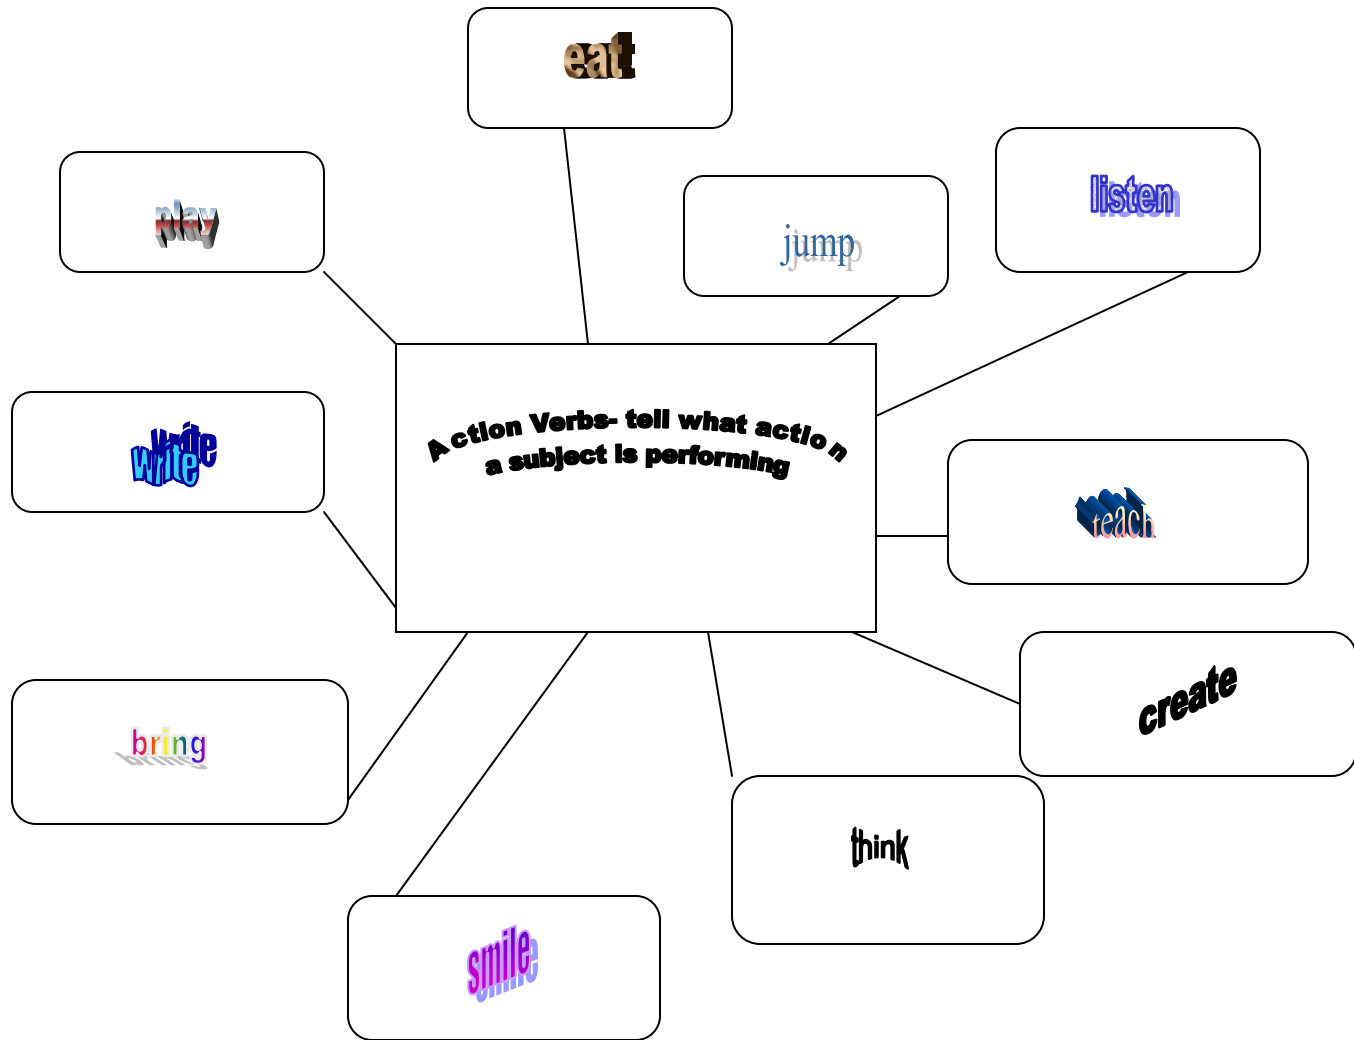 eat
play
listen
jump
Action Verbs- tell what action
a subject is performing
write
teach
create
bring
think
smile